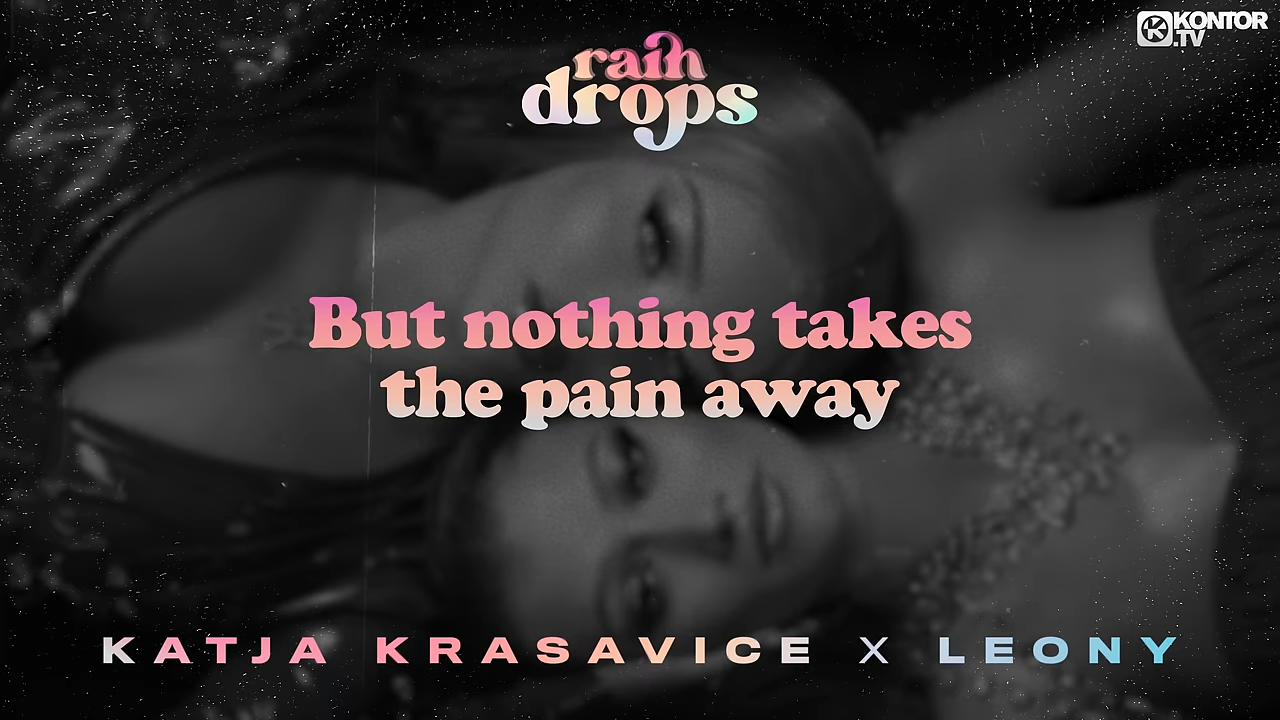 KONTOR
.TV
rain
drops
But nothing takes
the pain away
KATJA KRASAVICE X LEONY